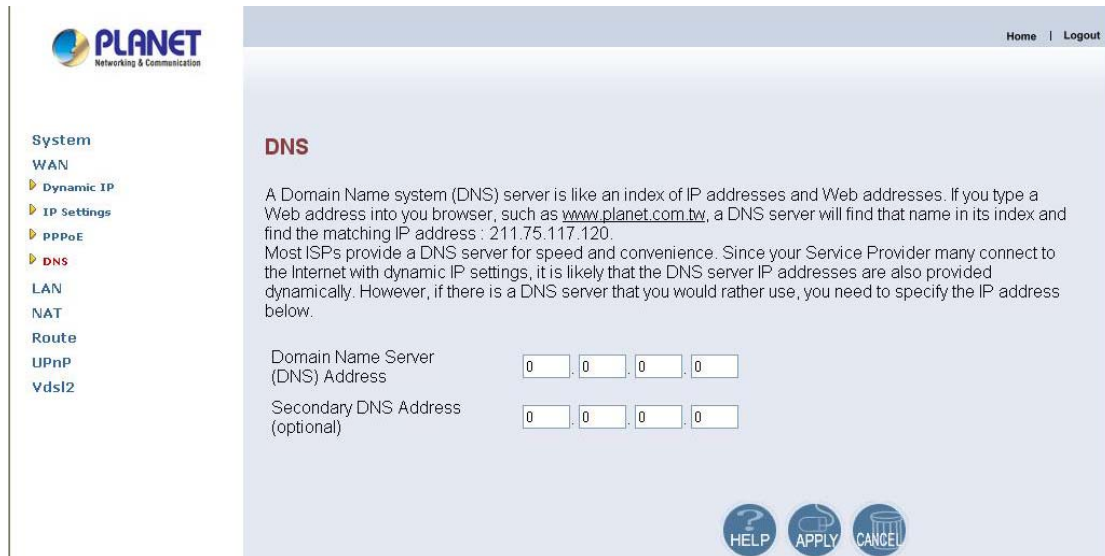 PLANET
Networking & Communication
Home | Logout
System
WAN
Dynamic IP
IP Settings
PPPoE
DNS
LAN
NAT
Route
UPnP
Vdsl2
DNS
A Domain Name system (DNS) server is like an index of IP addresses and Web addresses. If you type a
Web address into you browser, such as www.planet.com.tw, a DNS server will find that name in its index and
find the matching IP address : 211.75.117.120.
Most ISPs provide a DNS server for speed and convenience. Since your Service Provider many connect to
the Internet with dynamic IP settings, it is likely that the DNS server IP addresses are also provided
dynamically. However, if there is a DNS server that you would rather use, you need to specify the IP address
below.
Domain Name Server
(DNS) Address
0 . 0 . 0 . 0
Secondary DNS Address
(optional)
0 . 0 . 0 . 0
HELP APPLY CANCEL